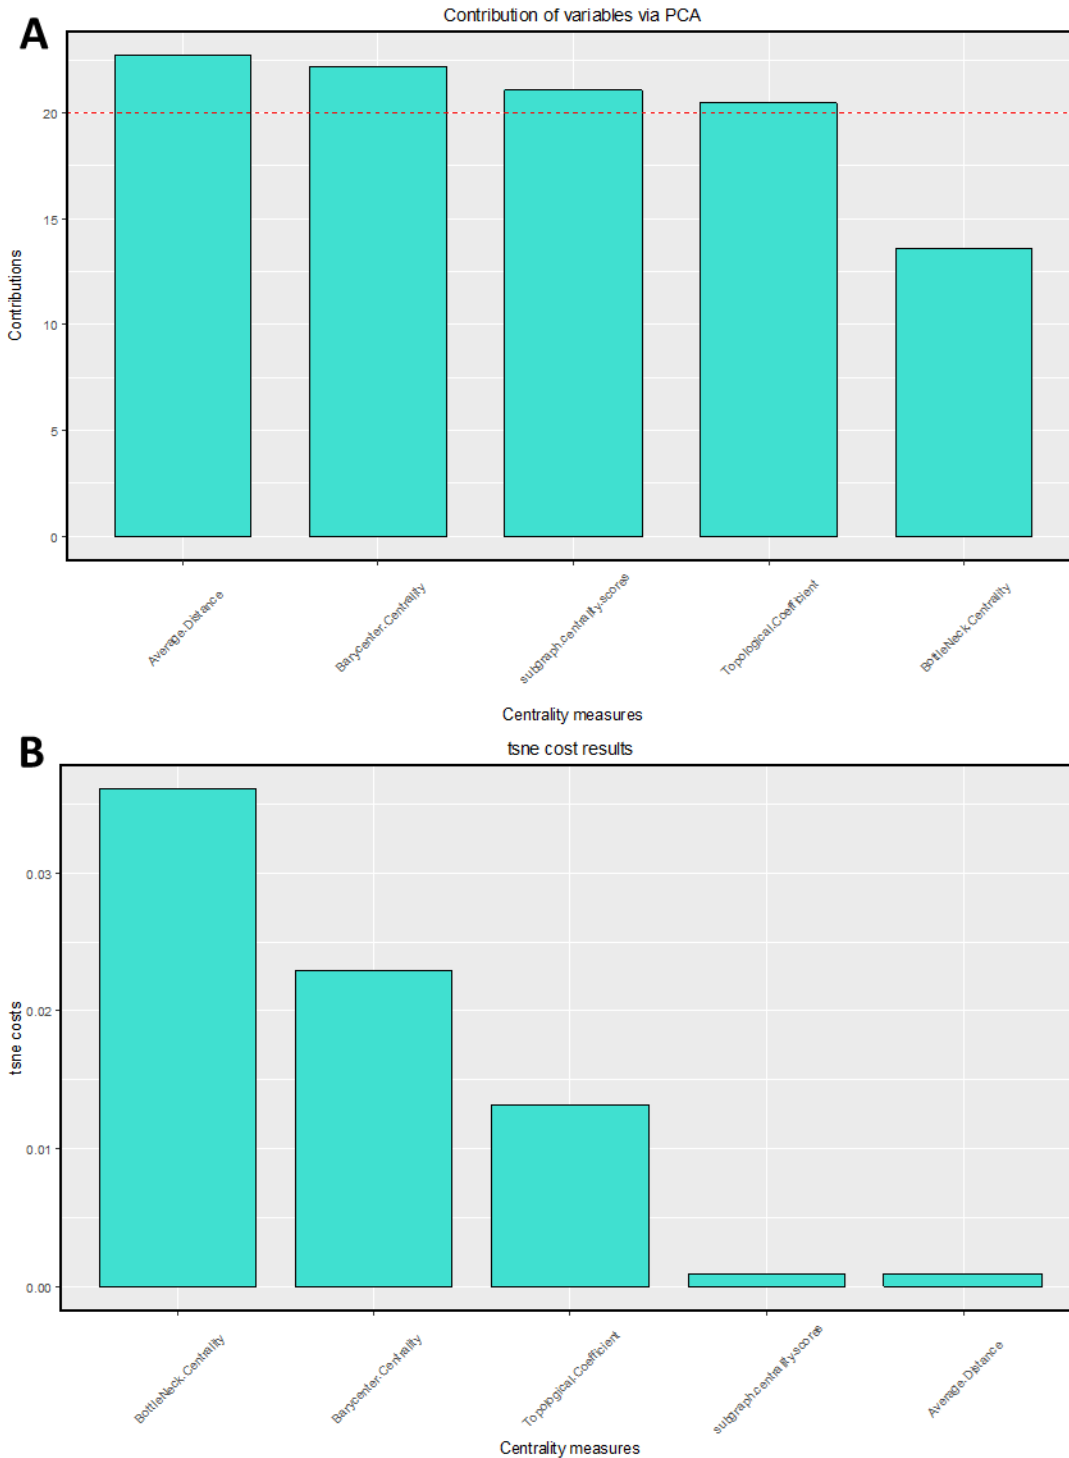 A
Contribution of variables via PCA
Contributions
20
15
10
5
0
Average.Distance
Barycenter.Centrality
subgraph.centrality.scores
Topological.Coefficient
BottleNeck.Centrality
Centrality measures
B
tsne cost results
tsne costs
0.03
0.02
0.01
0.00
BottleNeck.Centrality
Barycenter.Centrality
Topological.Coefficient
subgraph.centrality.scores
Average.Distance
Centrality measures